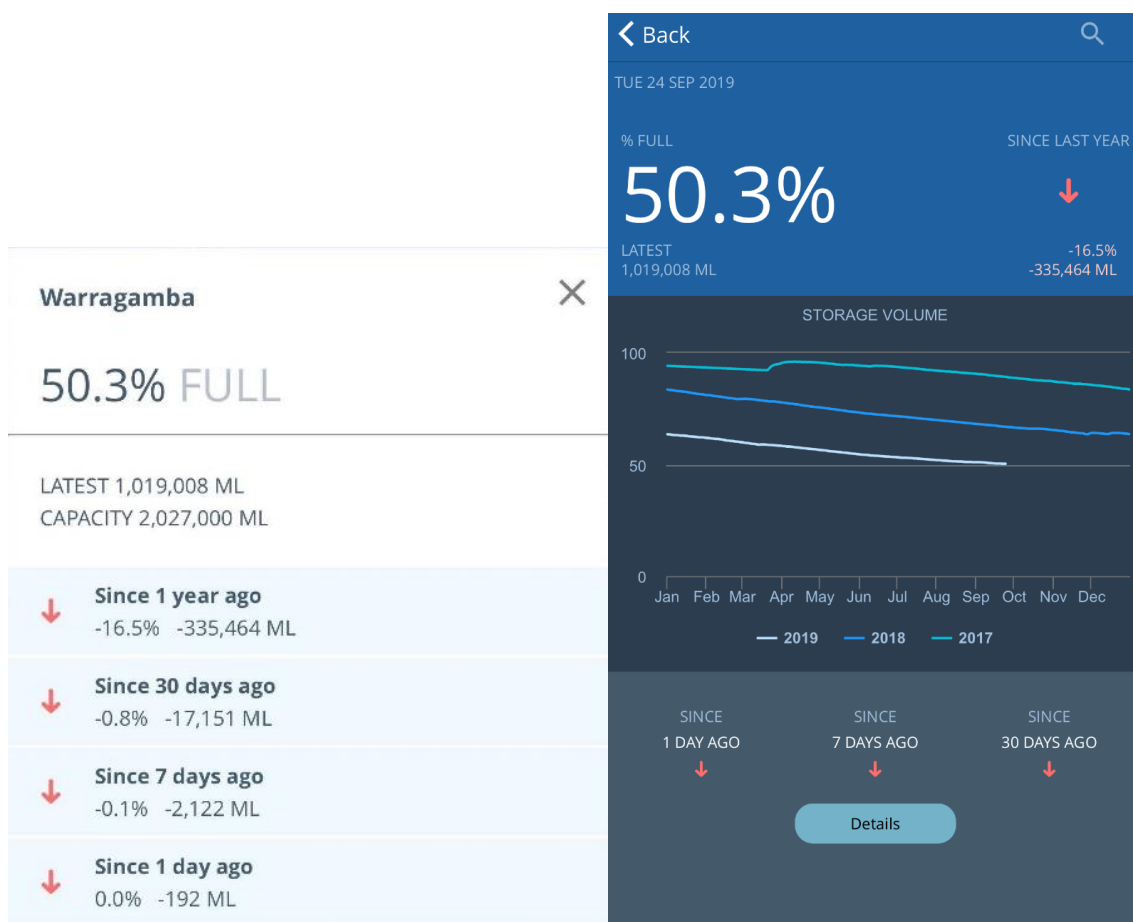 Warragamba
50.3% FULL
LATEST 1,019,008 ML
CAPACITY 2,027,000 ML
Since 1 year ago
-16.5% -335,464 ML
Since 30 days ago
-0.8% -17,151 ML
Since 7 days ago
-0.1% -2,122 ML
Since 1 day ago
0.0% -192 ML
Back
TUE 24 SEP 2019
% FULL SINCE LAST YEAR
50.3%
LATEST -16.5%
1,019,008 ML -335,464 ML
STORAGE VOLUME
100
50
0
Jan Feb Mar Apr May Jun Jul Aug Sep Oct Nov Dec
2019 2018 2017
SINCE SINCE SINCE
1 DAY AGO 7 DAYS AGO 30 DAYS AGO
Details